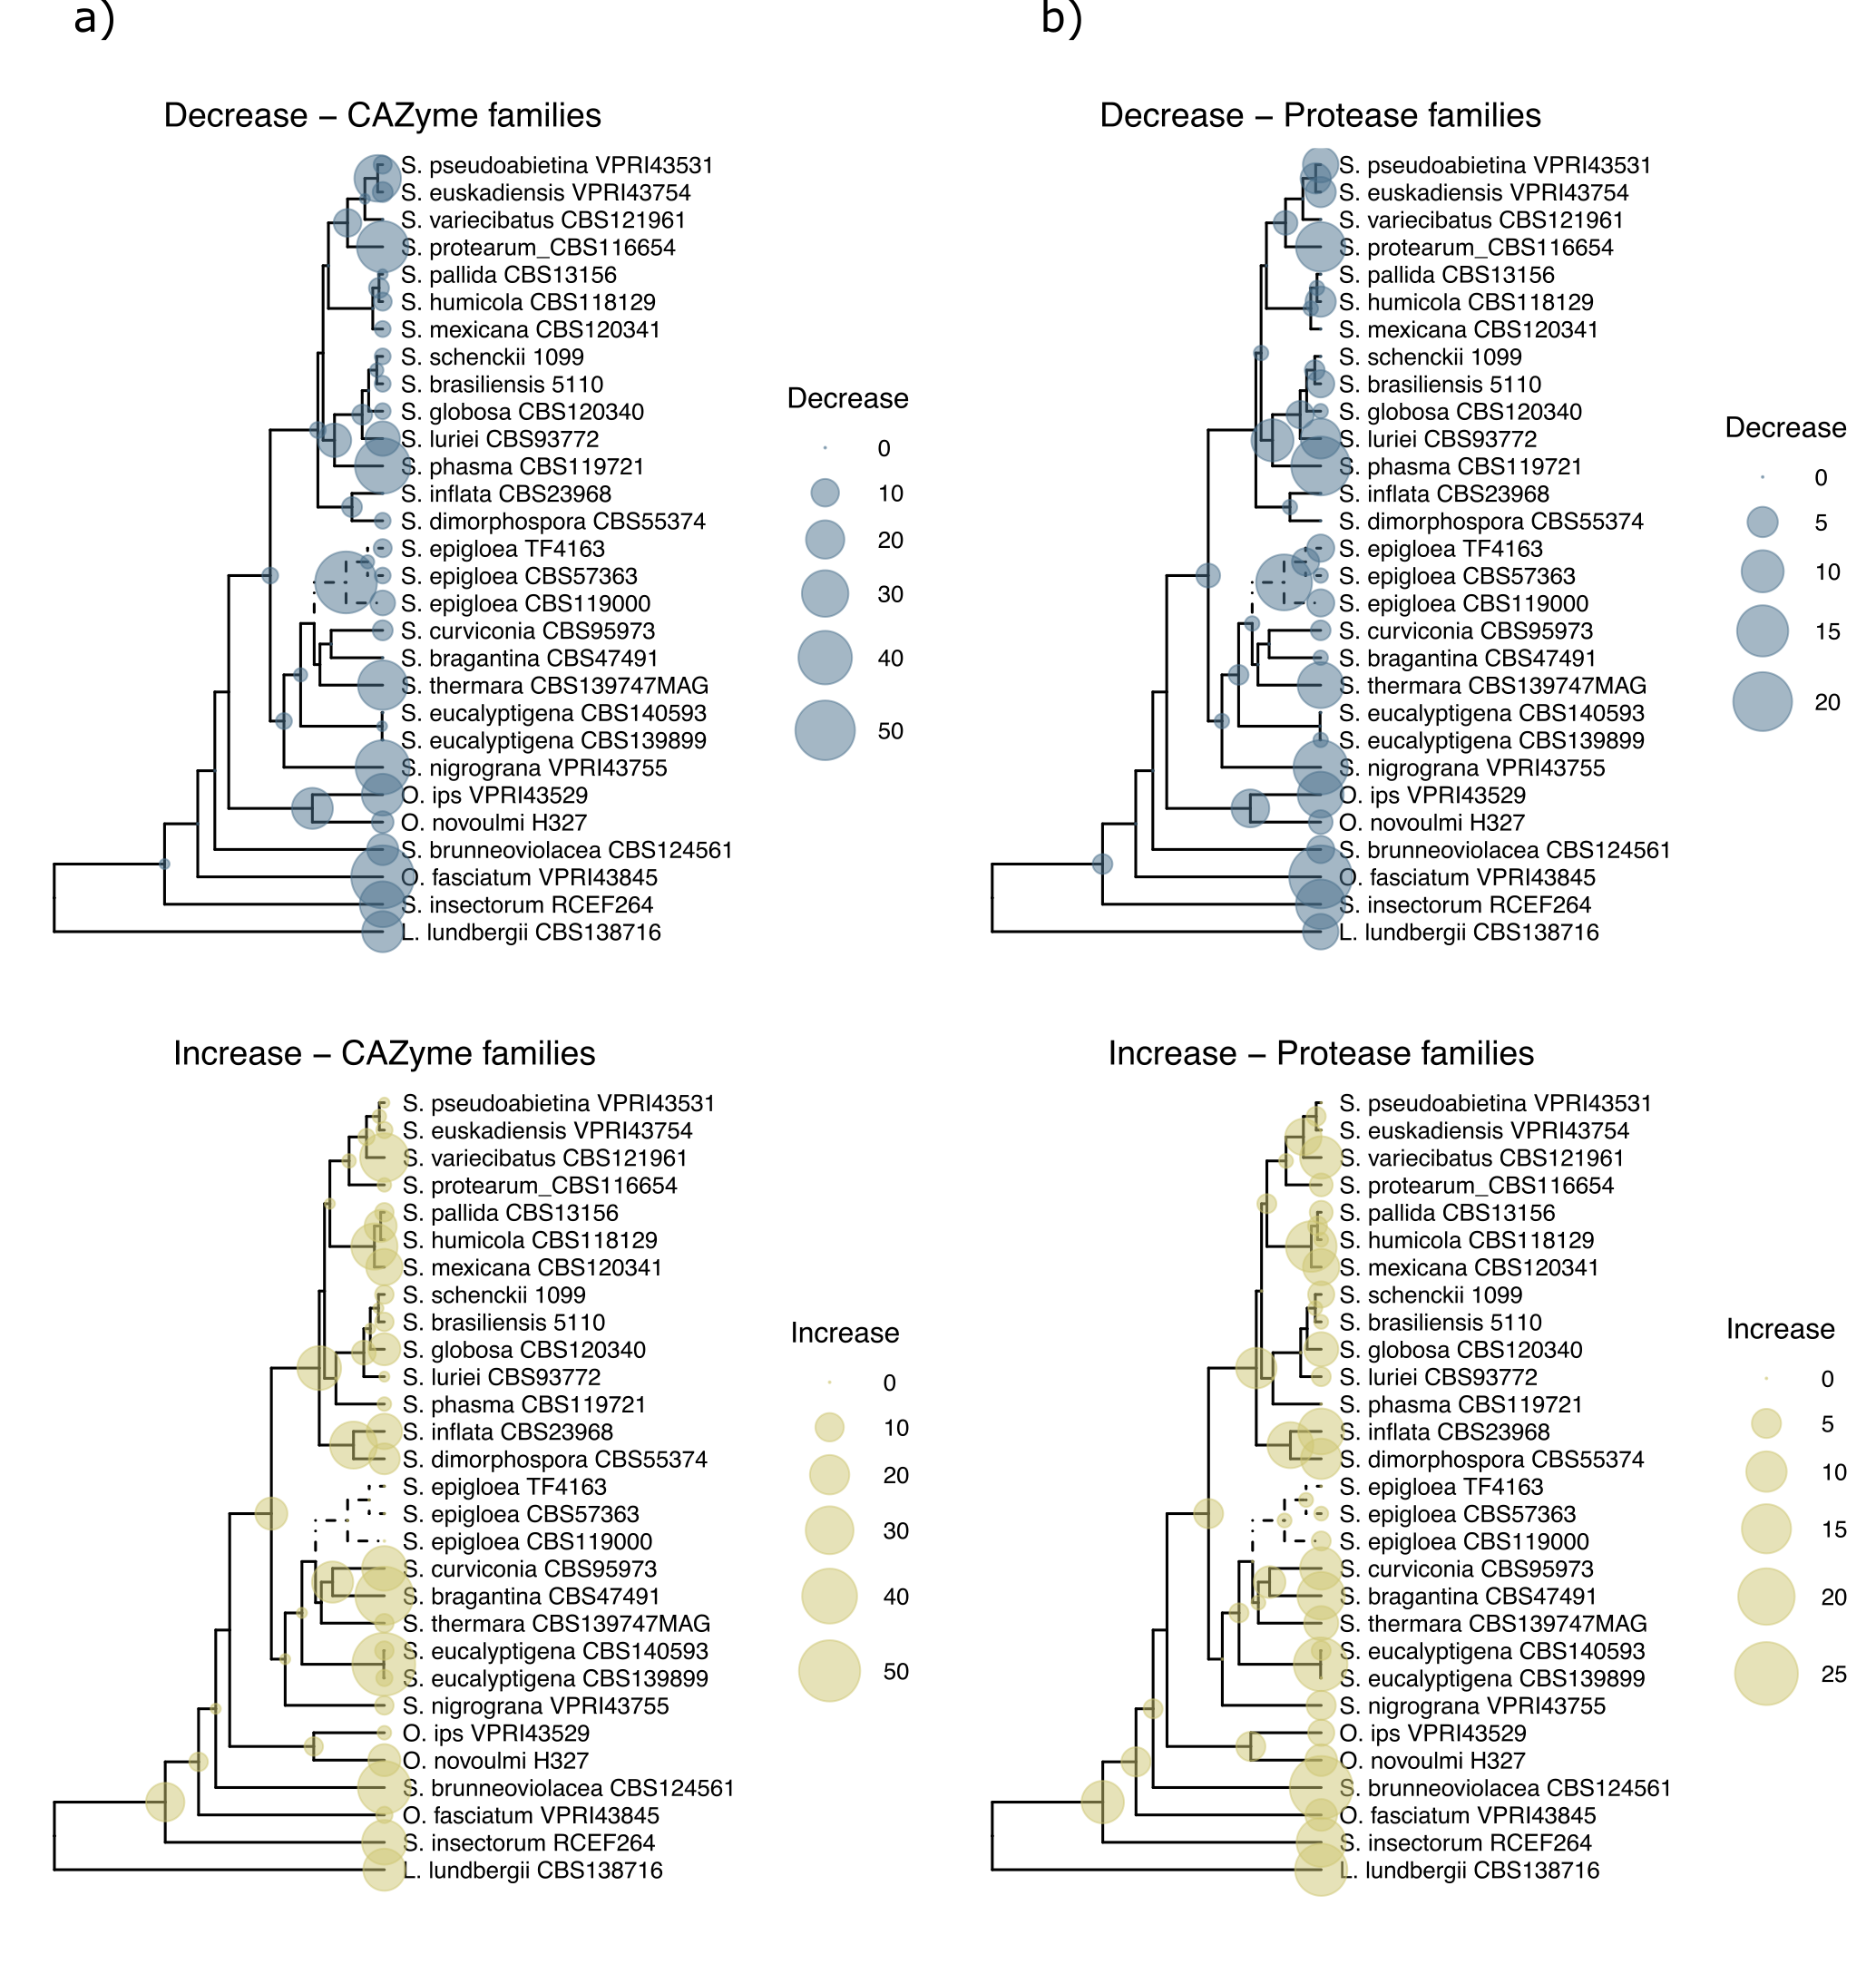 a)
b)
Decrease – CAZyme families
S. pseudoabietina VPRI43531
S. euskadiensis VPRI43754
S. variecibatus CBS121961
S. protearum_CBS116654
S. pallida CBS13156
S. humicola CBS118129
S. mexicana CBS120341
S. schenckii 1099
S. brasiliensis 5110
S. globosa CBS120340
S. luriei CBS93772
S. phasma CBS119721
S. inflata CBS23968
S. dimorphospora CBS55374
S. epigloea TF4163
S. epigloea CBS57363
S. epigloea CBS119000
S. curviconia CBS95973
S. bragantina CBS47491
S. thermara CBS139747MAG
S. eucalyptigena CBS140593
S. eucalyptigena CBS139899
S. nigrograna VPRI43755
O. ips VPRI43529
O. novoulmi H327
S. brunneoviolacea CBS124561
O. fasciatum VPRI43845
S. insectorum RCEF264
L. lundbergii CBS138716
Decrease
0
10
20
30
40
50
Decrease – Protease families
S. pseudoabietina VPRI43531
S. euskadiensis VPRI43754
S. variecibatus CBS121961
S. protearum_CBS116654
S. pallida CBS13156
S. humicola CBS118129
S. mexicana CBS120341
S. schenckii 1099
S. brasiliensis 5110
S. globosa CBS120340
S. luriei CBS93772
S. phasma CBS119721
S. inflata CBS23968
S. dimorphospora CBS55374
S. epigloea TF4163
S. epigloea CBS57363
S. epigloea CBS119000
S. curviconia CBS95973
S. bragantina CBS47491
S. thermara CBS139747MAG
S. eucalyptigena CBS140593
S. eucalyptigena CBS139899
S. nigrograna VPRI43755
O. ips VPRI43529
O. novoulmi H327
S. brunneoviolacea CBS124561
O. fasciatum VPRI43845
S. insectorum RCEF264
L. lundbergii CBS138716
Decrease
0
5
10
15
20
Increase – CAZyme families
S. pseudoabietina VPRI43531
S. euskadiensis VPRI43754
S. variecibatus CBS121961
S. protearum_CBS116654
S. pallida CBS13156
S. humicola CBS118129
S. mexicana CBS120341
S. schenckii 1099
S. brasiliensis 5110
S. globosa CBS120340
S. luriei CBS93772
S. phasma CBS119721
S. inflata CBS23968
S. dimorphospora CBS55374
S. epigloea TF4163
S. epigloea CBS57363
S. epigloea CBS119000
S. curviconia CBS95973
S. bragantina CBS47491
S. thermara CBS139747MAG
S. eucalyptigena CBS140593
S. eucalyptigena CBS139899
S. nigrograna VPRI43755
O. ips VPRI43529
O. novoulmi H327
S. brunneoviolacea CBS124561
O. fasciatum VPRI43845
S. insectorum RCEF264
L. lundbergii CBS138716
Increase
0
10
20
30
40
50
Increase – Protease families
S. pseudoabietina VPRI43531
S. euskadiensis VPRI43754
S. variecibatus CBS121961
S. protearum_CBS116654
S. pallida CBS13156
S. humicola CBS118129
S. mexicana CBS120341
S. schenckii 1099
S. brasiliensis 5110
S. globosa CBS120340
S. luriei CBS93772
S. phasma CBS119721
S. inflata CBS23968
S. dimorphospora CBS55374
S. epigloea TF4163
S. epigloea CBS57363
S. epigloea CBS119000
S. curviconia CBS95973
S. bragantina CBS47491
S. thermara CBS139747MAG
S. eucalyptigena CBS140593
S. eucalyptigena CBS139899
S. nigrograna VPRI43755
O. ips VPRI43529
O. novoulmi H327
S. brunneoviolacea CBS124561
O. fasciatum VPRI43845
S. insectorum RCEF264
L. lundbergii CBS138716
Increase
0
5
10
15
20
25